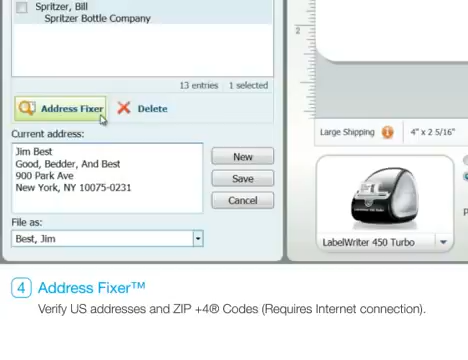 Spritzer, Bill
Spritzer Bottle Company
13 entries 1 selected
Address Fixer Delete
Current address:
Jim Best
Good, Bedder, And Best
900 Park Ave
New York, NY 10075-0231
New
Save
Cancel
File as:
Best, Jim
2
Large Shipping 4" x 2 5/16"
LabelWriter 450 Turbo
4 Address Fixer™
Verify US addresses and ZIP +4® Codes (Requires Internet connection).